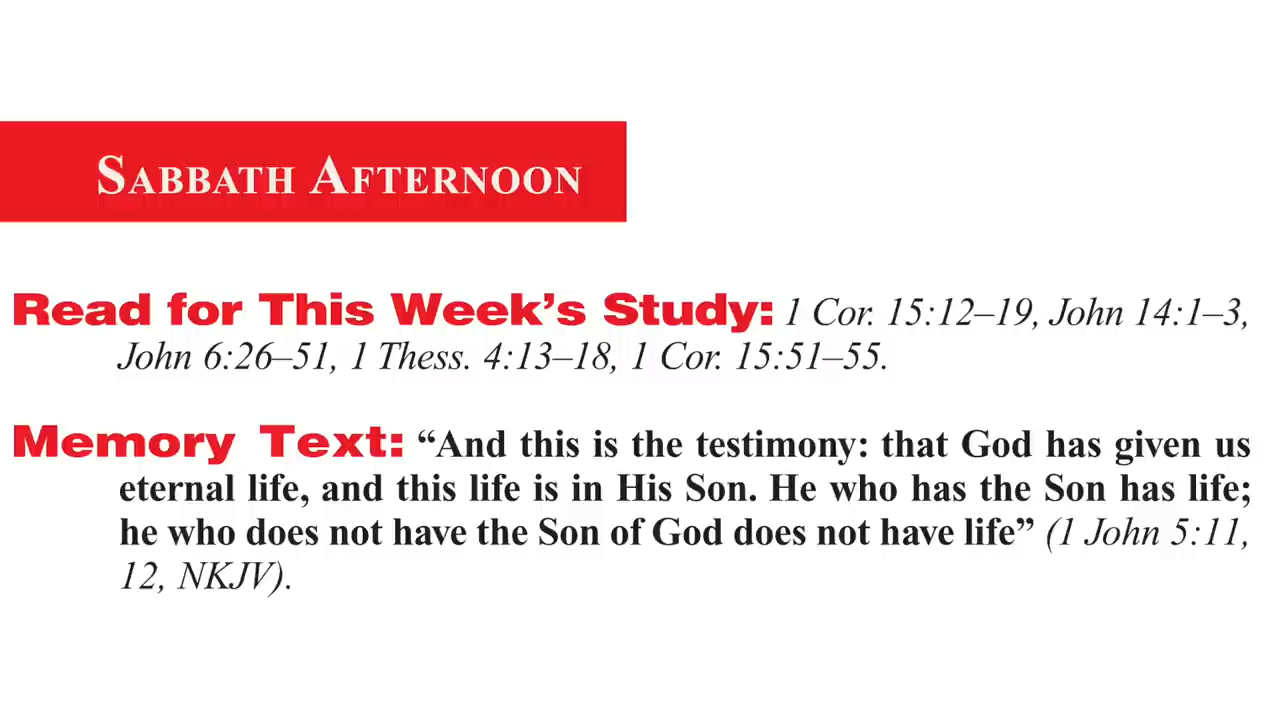 SABBATH AFTERNOON
Read for This Week’s Study: 1 Cor. 15:12–19, John 14:1–3,
John 6:26–51, 1 Thess. 4:13–18, 1 Cor. 15:51–55.
Memory Text: “And this is the testimony: that God has given us
eternal life, and this life is in His Son. He who has the Son has life;
he who does not have the Son of God does not have life” (1 John 5:11,
12, NKJV).